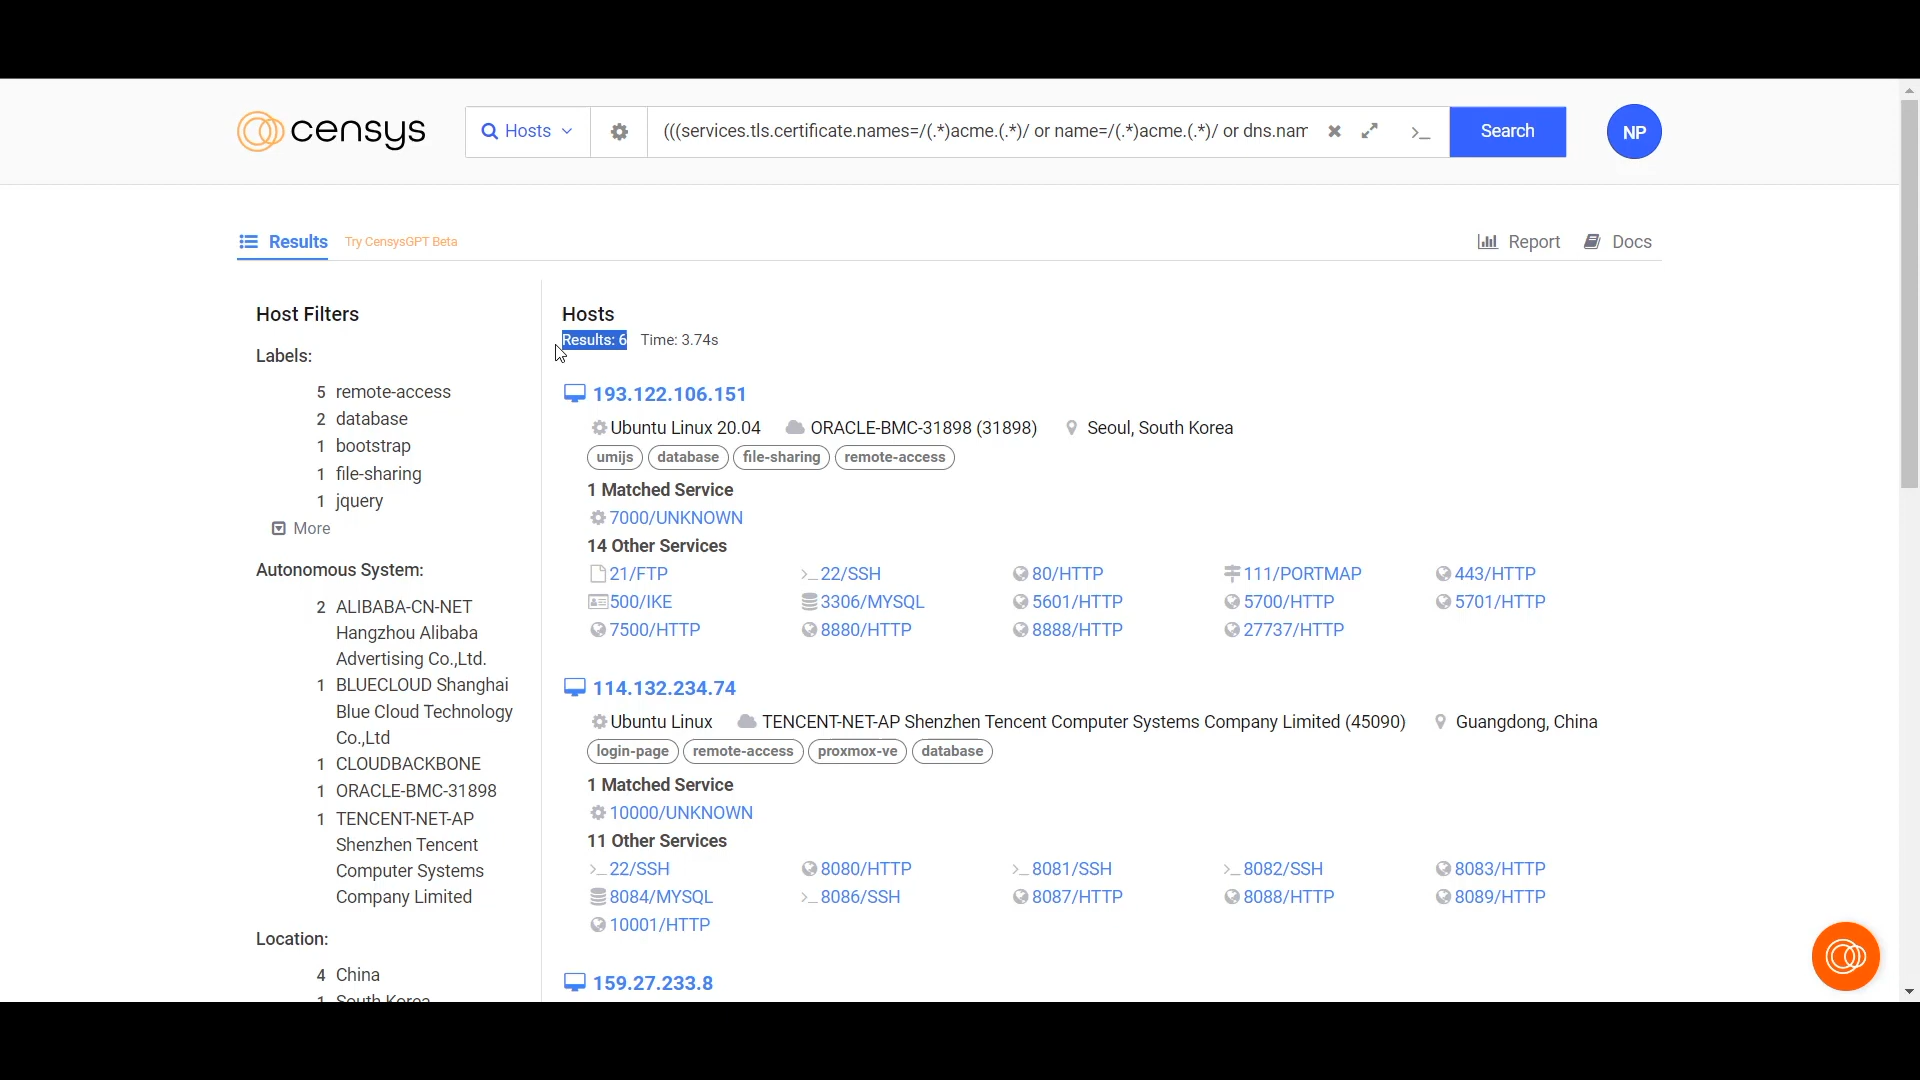 censys
Hosts
(((services.tls.certificate.names=/(.*)acme.(.*)/ or name=/(.*)acme.(.*)/ or dns.nam
>_
Search
NP
Results
Try CensysGPT Beta
Report
Docs
Host Filters
Labels:
5 remote-access
2 database
1 bootstrap
1 file-sharing
1 jquery
More
Autonomous System:
2 ALIBABA-CN-NET
Hangzhou Alibaba
Advertising Co.,Ltd.
1 BLUECLOUD Shanghai
Blue Cloud Technology
Co.,Ltd
1 CLOUDBACKBONE
1 ORACLE-BMC-31898
1 TENCENT-NET-AP
Shenzhen Tencent
Computer Systems
Company Limited
Location:
4 China
1 South Korea
Hosts
Results: 6 Time: 3.74s
193.122.106.151
Ubuntu Linux 20.04 ORACLE-BMC-31898 (31898) Seoul, South Korea
umijs database file-sharing remote-access
1 Matched Service
7000/UNKNOWN
14 Other Services
21/FTP >_ 22/SSH 80/HTTP 111/PORTMAP 443/HTTP
500/IKE 3306/MYSQL 5601/HTTP 5700/HTTP 5701/HTTP
7500/HTTP 8880/HTTP 8888/HTTP 27737/HTTP
114.132.234.74
Ubuntu Linux TENCENT-NET-AP Shenzhen Tencent Computer Systems Company Limited (45090) Guangdong, China
login-page remote-access proxmox-ve database
1 Matched Service
10000/UNKNOWN
11 Other Services
>_ 22/SSH 8080/HTTP >_ 8081/SSH >_ 8082/SSH 8083/HTTP
8084/MYSQL >_ 8086/SSH 8087/HTTP 8088/HTTP 8089/HTTP
10001/HTTP
159.27.233.8